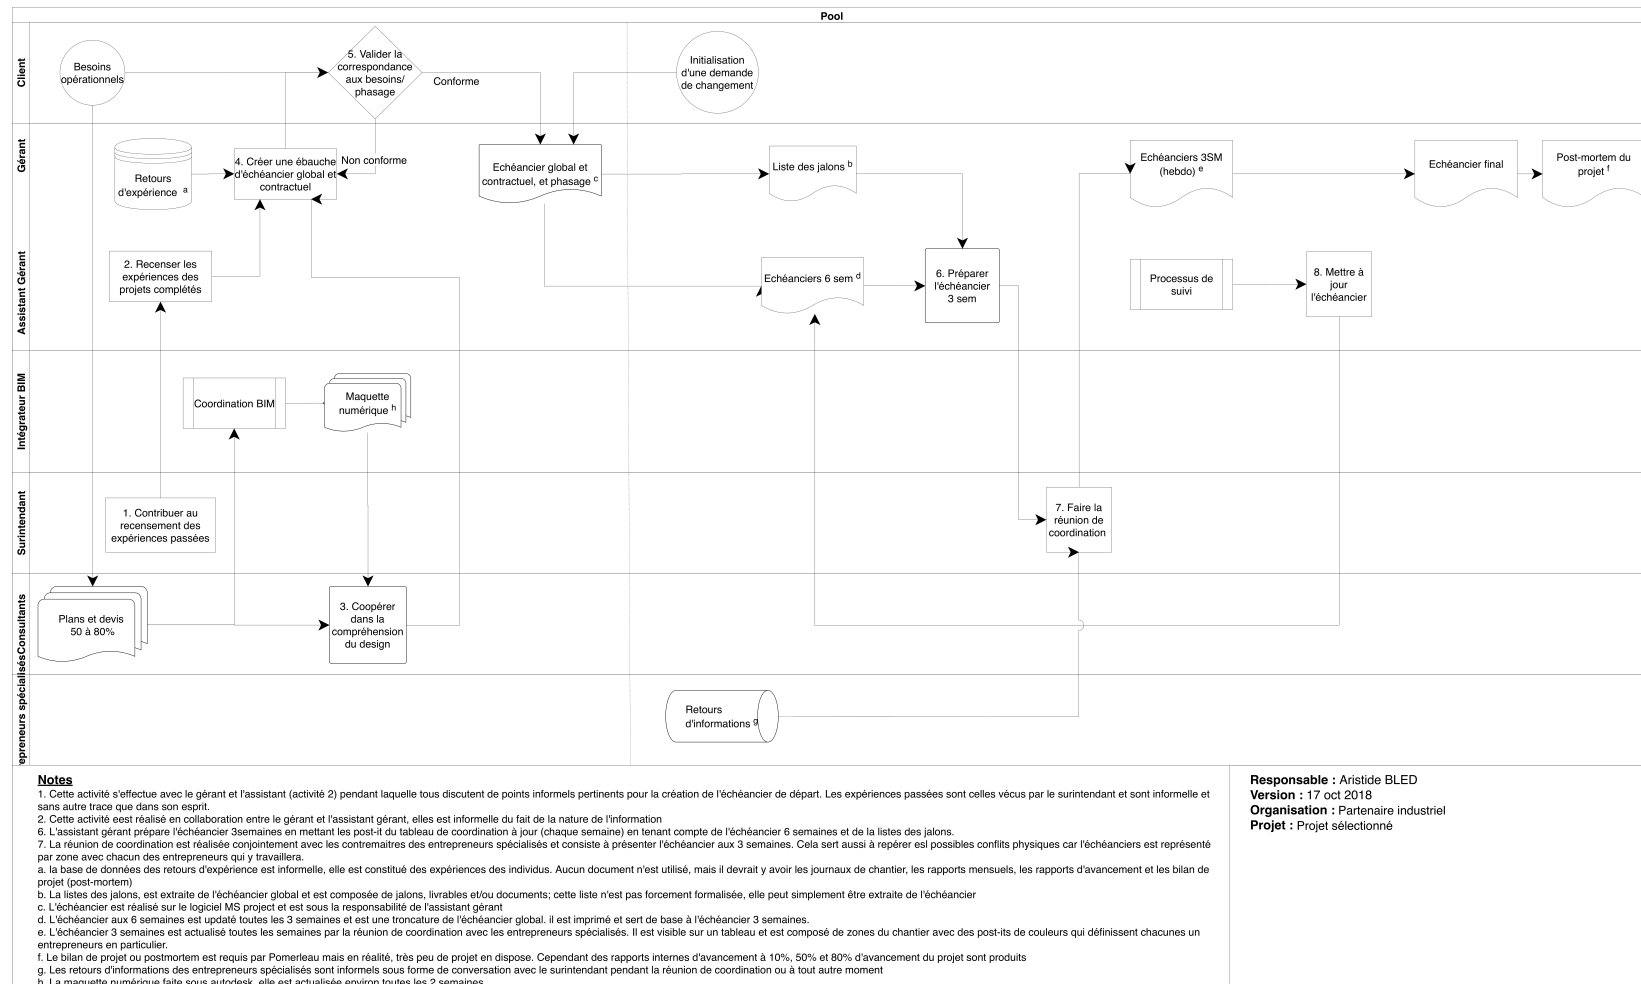 Pool
Client
Besoins
opérationnels
5. Valider la
correspondance
aux besoins/
phasage
Conforme
Initialisation
d'une demande
de changement
Gérant
Retours
d'expérience a
4. Créer une ébauche
d'échéancier global et
contractuel
Non conforme
Echéancier global et
contractuel, et phasage c
Liste des jalons b
Echéanciers 3SM
(hebdo) e
Echéancier final
Post-mortem du
projet f
Assistant Gérant
2. Recenser les
expériences des
projets complétés
Echéanciers 6 sem d
6. Préparer
l'échéancier
3 sem
Processus de
suivi
8. Mettre à
jour
l'échéancier
Intégrateur BIM
Coordination BIM
Maquette
numérique h
Surintendant
1. Contribuer au
recensement des
expériences passées
7. Faire la
réunion de
coordination
Consultants
Plans et devis
50 à 80%
3. Coopérer
dans la
compréhension
du design
epreneurs spécialisés
Retours
d'informations g
Notes
1. Cette activité s'effectue avec le gérant et l'assistant (activité 2) pendant laquelle tous discutent de points informels pertinents pour la création de l'échéancier de départ. Les expériences passées sont celles vécus par le surintendant et sont informelle et
sans autre trace que dans son esprit.
2. Cette activité eest réalisé en collaboration entre le gérant et l'assistant gérant, elles est informelle du fait de la nature de l'information
6. L'assistant gérant prépare l'échéancier 3semaines en mettant les post-it du tableau de coordination à jour (chaque semaine) en tenant compte de l'échéancier 6 semaines et de la listes des jalons.
7. La réunion de coordination est réalisée conjointement avec les contremaitres des entrepreneurs spécialisés et consiste à présenter l'échéancier aux 3 semaines. Cela sert aussi à repérer esl possibles conflits physiques car l'échéanciers est représenté
par zone avec chacun des entrepreneurs qui y travaillera.
a. la base de données des retours d'expérience est informelle, elle est constitué des expériences des individus. Aucun document n'est utilisé, mais il devrait y avoir les journaux de chantier, les rapports mensuels, les rapports d'avancement et les bilan de
projet (post-mortem)
b. La listes des jalons, est extraite de l'échéancier global et est composée de jalons, livrables et/ou documents; cette liste n'est pas forcement formalisée, elle peut simplement être extraite de l'échéancier
c. L'échéancier est réalisé sur le logiciel MS project et est sous la responsabilité de l'assistant gérant
d. L'échéancier aux 6 semaines est updaté toutes les 3 semaines et est une troncature de l'échéancier global. il est imprimé et sert de base à l'échéancier 3 semaines.
e. L'échéancier 3 semaines est actualisé toutes les semaines par la réunion de coordination avec les entrepreneurs spécialisés. Il est visible sur un tableau et est composé de zones du chantier avec des post-its de couleurs qui définissent chacunes un
entrepreneurs en particulier.
f. Le bilan de projet ou postmortem est requis par Pomerleau mais en réalité, très peu de projet en dispose. Cependant des rapports internes d'avancement à 10%, 50% et 80% d'avancement du projet sont produits
g. Les retours d'informations des entrepreneurs spécialisés sont informels sous forme de conversation avec le surintendant pendant la réunion de coordination ou à tout autre moment
h. La maquette numérique faite sous autodesk, elle est actualisée environ toutes les 2 semaines
Responsable : Aristide BLED
Version : 17 oct 2018
Organisation : Partenaire industriel
Projet : Projet sélectionné